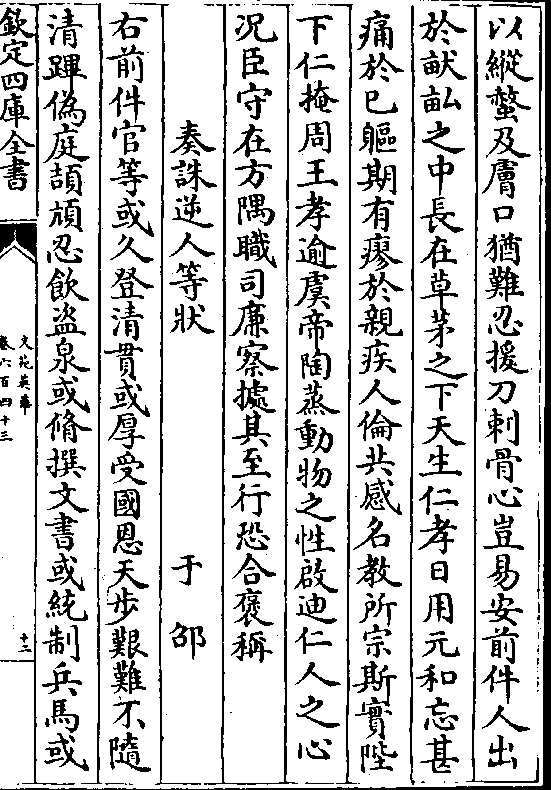 以縱螫及膚口猶難忍援刀刺骨心豈易安前件人出
於畎畝之中長在草茅之下天生仁孝日用元和忘甚
痛於巳軀期有瘳於親疾人倫共感名教所宗斯實陛
下仁掩周王孝逾虞帝陶蒸動物之性啟迪仁人之心
况臣守在方隅職司廉察據其至行恐合褒稱
奏誅逆人等狀 于邵
右前件官等或久登清貫或厚受國恩天步艱難不隨
清蹕偽庭頡頏忍飲盜泉或脩撰文書或統制兵馬或
欽定四庫全書
文苑英華
卷六百四十三
十二